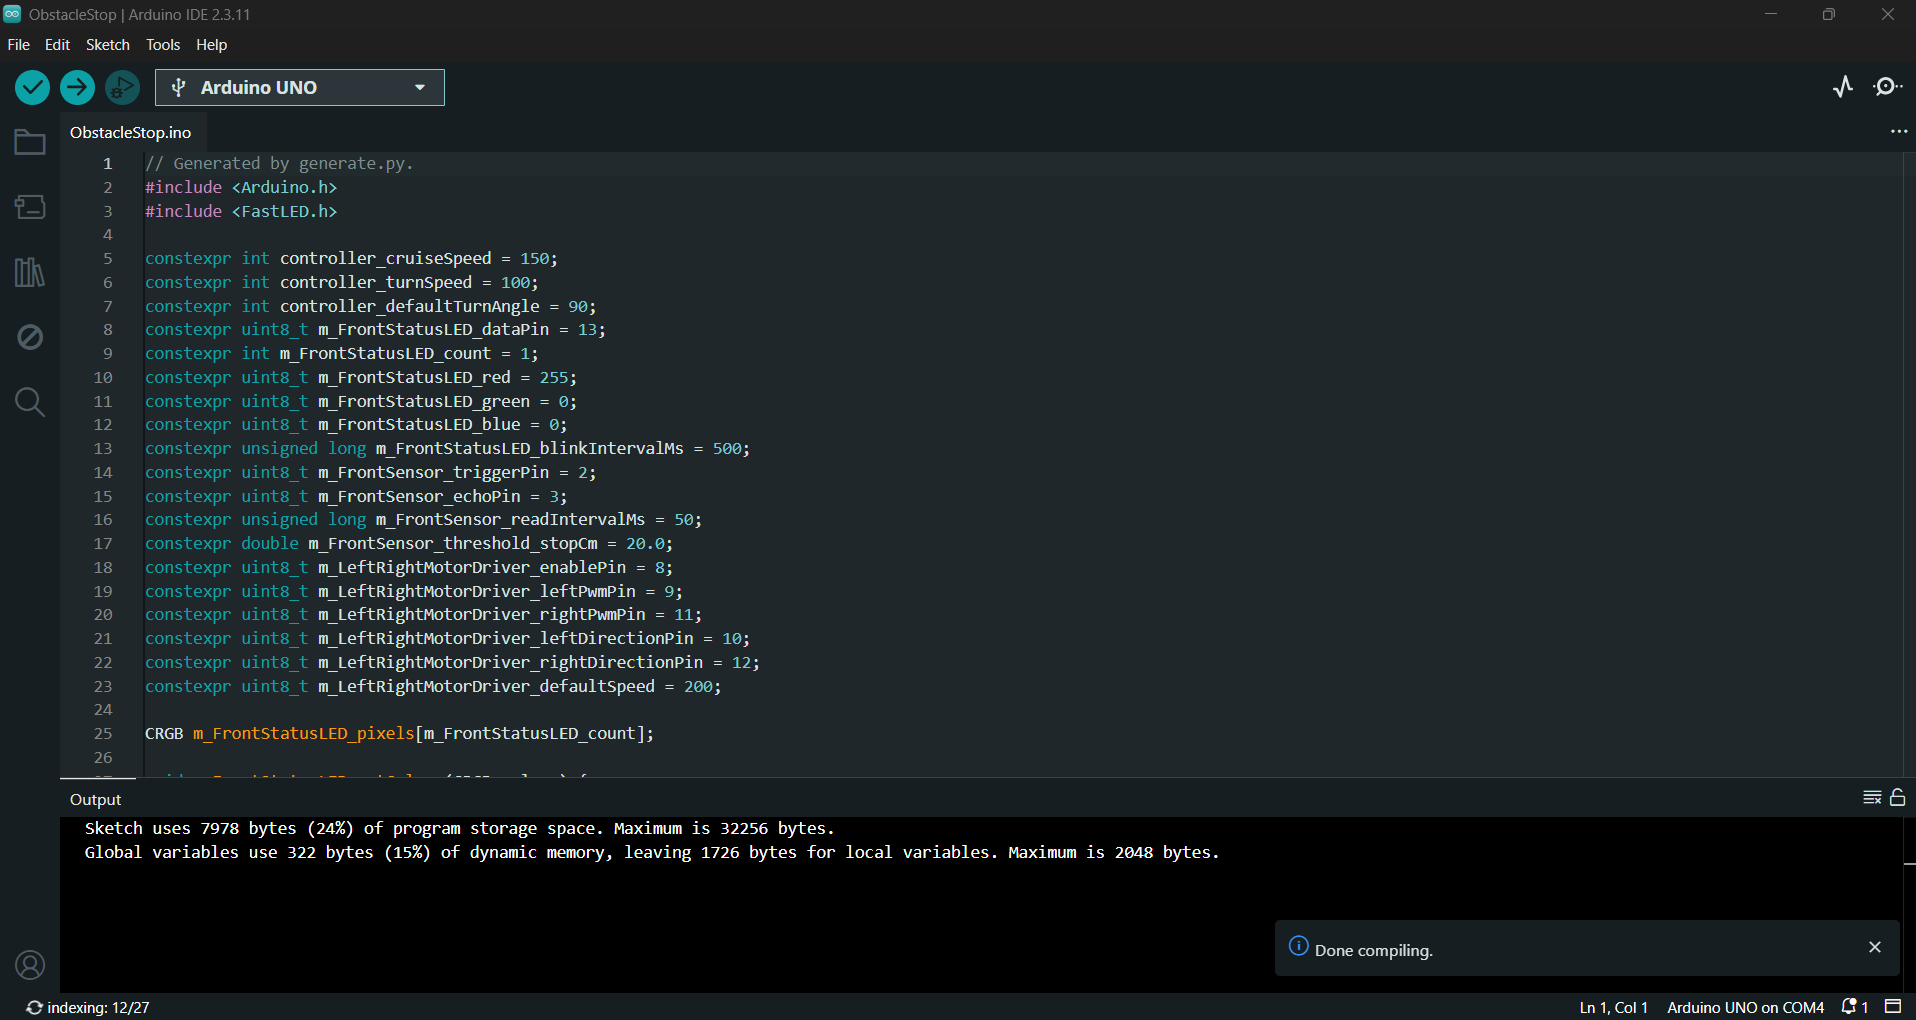 ObstacleStop | Arduino IDE 2.3.11
File Edit Sketch Tools Help
Arduino UNO
ObstacleStop.ino
1 // Generated by generate.py.
2 #include <Arduino.h>
3 #include <FastLED.h>
4
5 constexpr int controller_cruiseSpeed = 150;
6 constexpr int controller_turnSpeed = 100;
7 constexpr int controller_defaultTurnAngle = 90;
8 constexpr uint8_t m_FrontStatusLED_dataPin = 13;
9 constexpr int m_FrontStatusLED_count = 1;
10 constexpr uint8_t m_FrontStatusLED_red = 255;
11 constexpr uint8_t m_FrontStatusLED_green = 0;
12 constexpr uint8_t m_FrontStatusLED_blue = 0;
13 constexpr unsigned long m_FrontStatusLED_blinkIntervalMs = 500;
14 constexpr uint8_t m_FrontSensor_triggerPin = 2;
15 constexpr uint8_t m_FrontSensor_echoPin = 3;
16 constexpr unsigned long m_FrontSensor_readIntervalMs = 50;
17 constexpr double m_FrontSensor_threshold_stopCm = 20.0;
18 constexpr uint8_t m_LeftRightMotorDriver_enablePin = 8;
19 constexpr uint8_t m_LeftRightMotorDriver_leftPwmPin = 9;
20 constexpr uint8_t m_LeftRightMotorDriver_rightPwmPin = 11;
21 constexpr uint8_t m_LeftRightMotorDriver_leftDirectionPin = 10;
22 constexpr uint8_t m_LeftRightMotorDriver_rightDirectionPin = 12;
23 constexpr uint8_t m_LeftRightMotorDriver_defaultSpeed = 200;
24
25 CRGB m_FrontStatusLED_pixels[m_FrontStatusLED_count];
26
Output
Sketch uses 7978 bytes (24%) of program storage space. Maximum is 32256 bytes.
Global variables use 322 bytes (15%) of dynamic memory, leaving 1726 bytes for local variables. Maximum is 2048 bytes.
Done compiling.
indexing: 12/27
Ln 1, Col 1 Arduino UNO on COM4 1